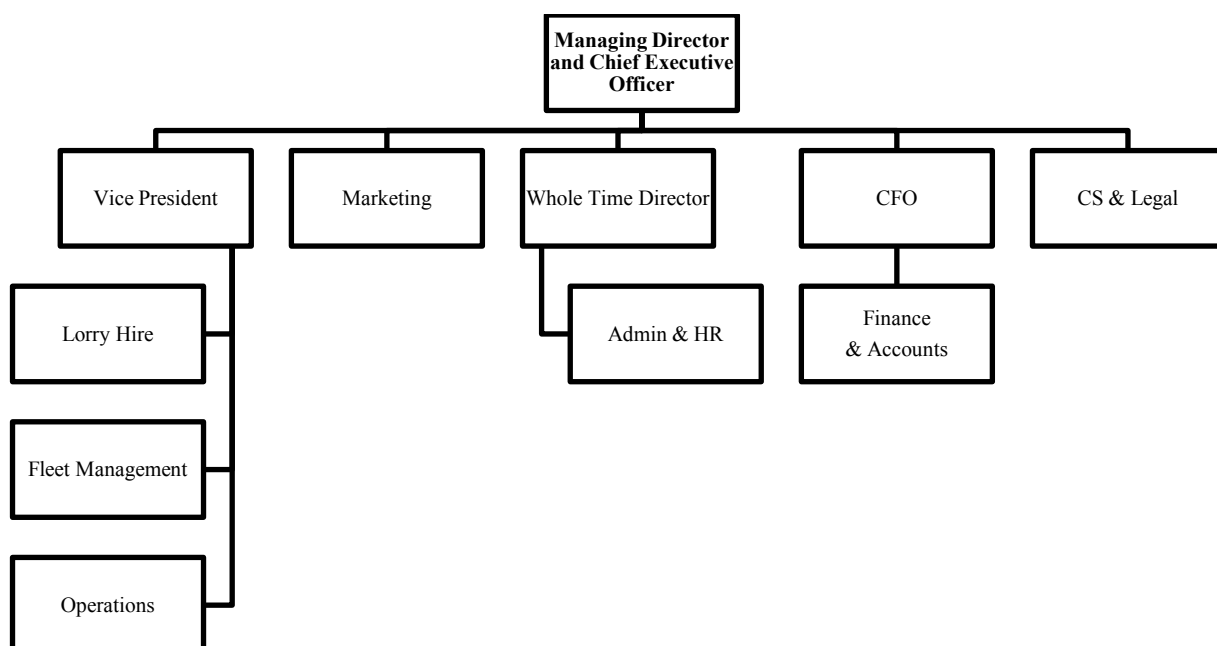 Managing Director
and Chief Executive
Officer
Vice President
Marketing
Whole Time Director
CFO
CS & Legal
Lorry Hire
Admin & HR
Finance
& Accounts
Fleet Management
Operations